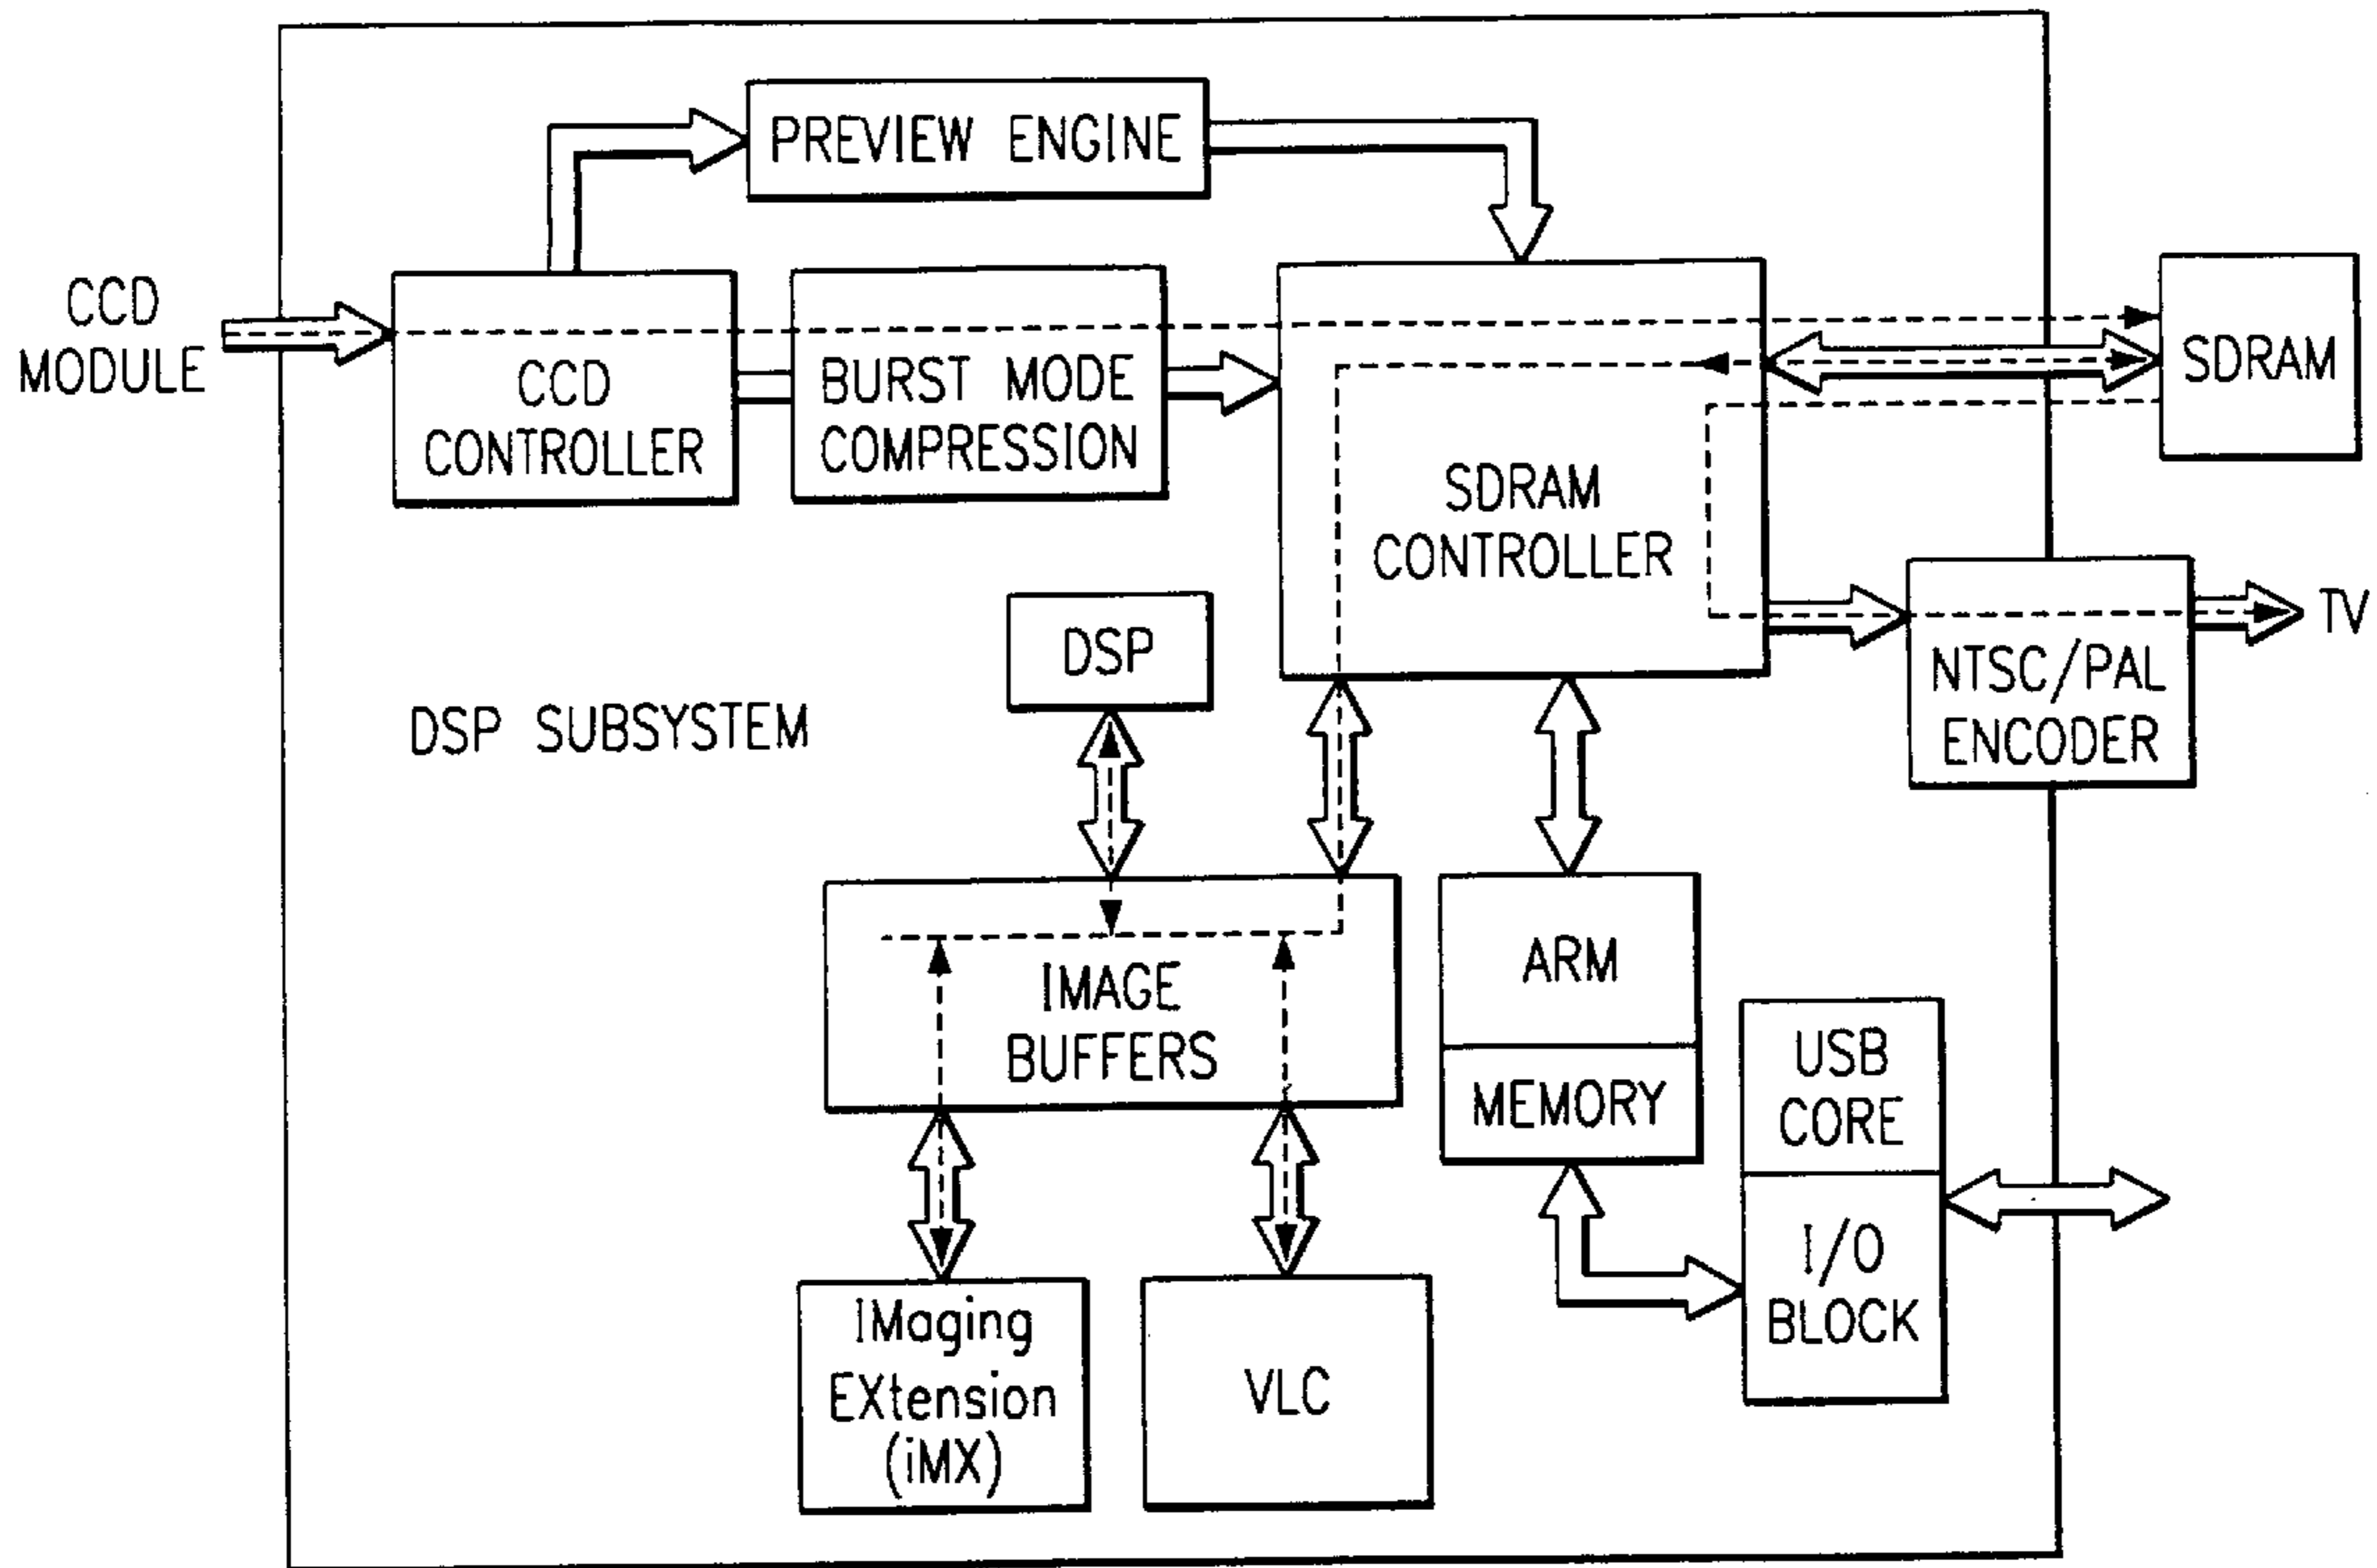 PREVIEW ENGINE
CCD
MODULE
CCD
CONTROLLER
BURST MODE
COMPRESSION
SDRAM
CONTROLLER
SDRAM
NTSC/PAL
ENCODER
TV
DSP
DSP SUBSYSTEM
IMAGE
BUFFERS
ARM
MEMORY
USB
CORE
I/O
BLOCK
IMaging
EXtension
(iMX)
VLC